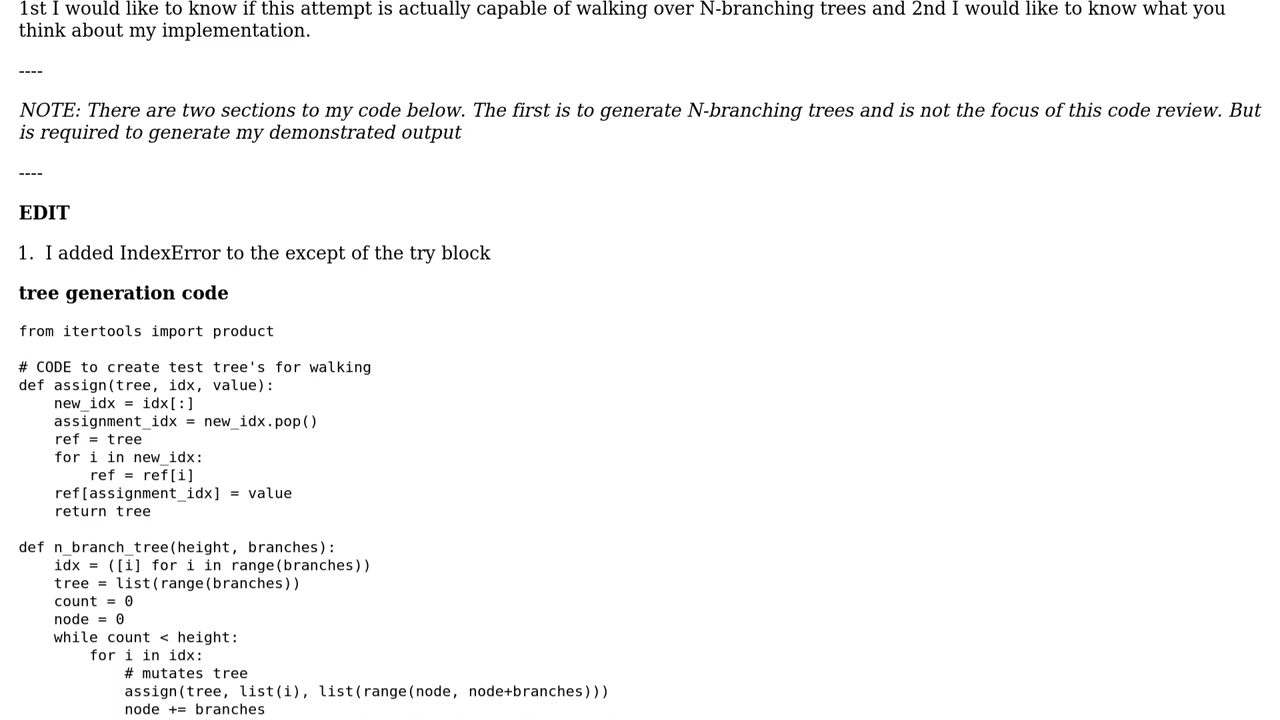 1st I would like to know if this attempt is actually capable of walking over N-branching trees and 2nd I would like to know what you
think about my implementation.
----
NOTE: There are two sections to my code below. The first is to generate N-branching trees and is not the focus of this code review. But
is required to generate my demonstrated output
----
EDIT
1. I added IndexError to the except of the try block
tree generation code
from itertools import product
# CODE to create test tree's for walking
def assign(tree, idx, value):
    new_idx = idx[:]
    assignment_idx = new_idx.pop()
    ref = tree
    for i in new_idx:
        ref = ref[i]
    ref[assignment_idx] = value
    return tree
def n_branch_tree(height, branches):
    idx = ([i] for i in range(branches))
    tree = list(range(branches))
    count = 0
    node = 0
    while count < height:
        for i in idx:
            # mutates tree
            assign(tree, list(i), list(range(node, node+branches)))
            node += branches